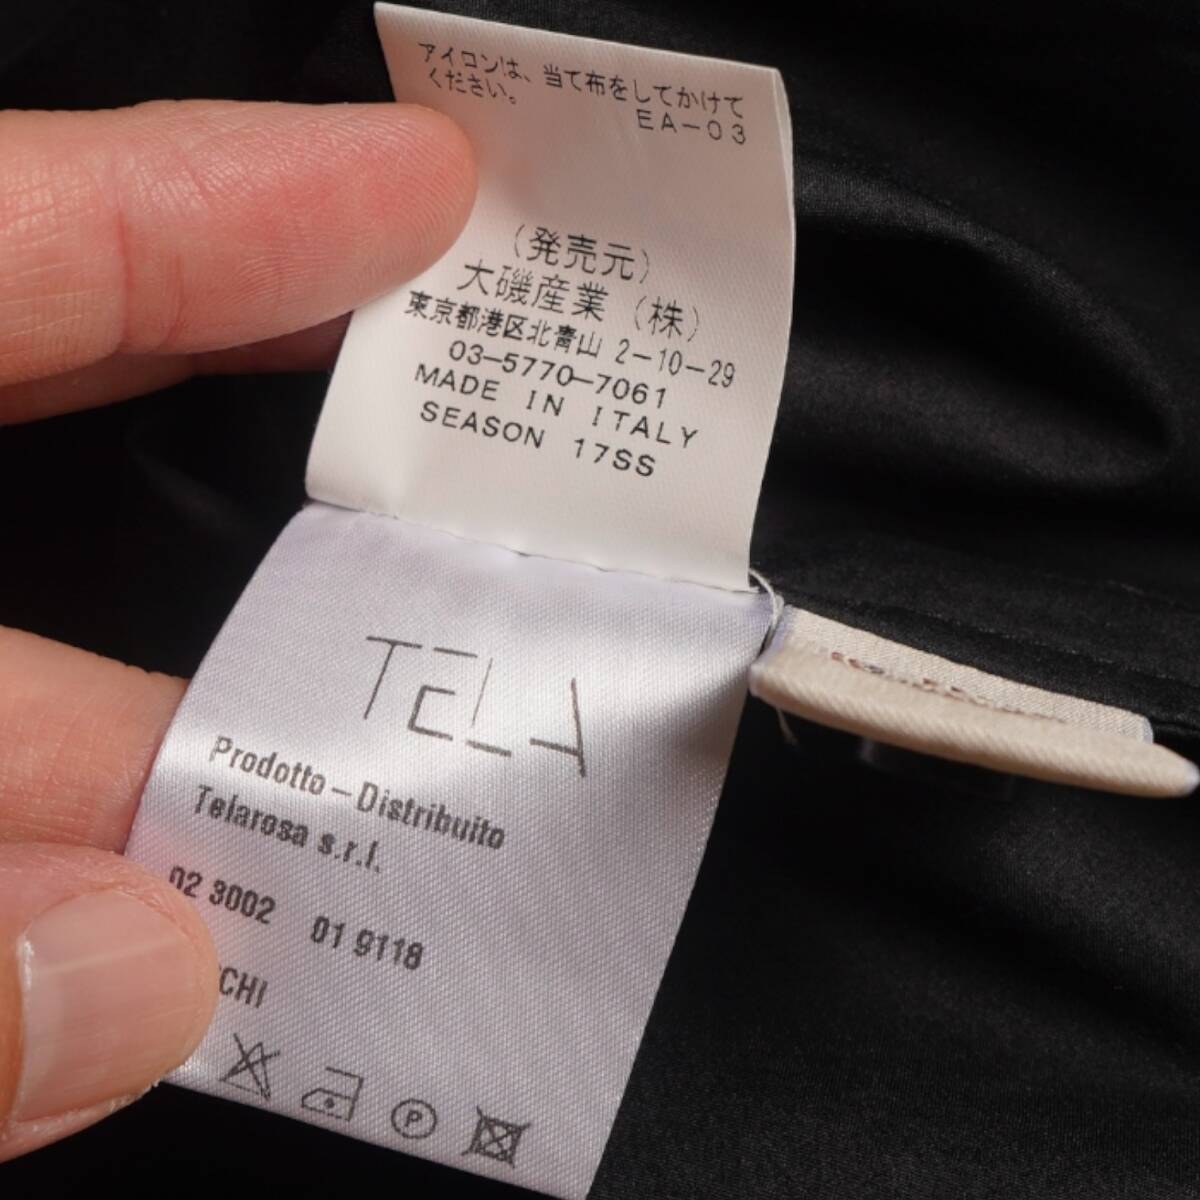 アイロンは、当て布をしてかけて
ください。
EA-03
（発売元）
大磯産業（株）
東京都港区北青山 2-10-29
03-5770-7061
MADE IN ITALY
SEASON 17SS
TELA
Prodotto-Distribuito
Telarosa s.r.l.
02 3002 01 9118
CHI
P